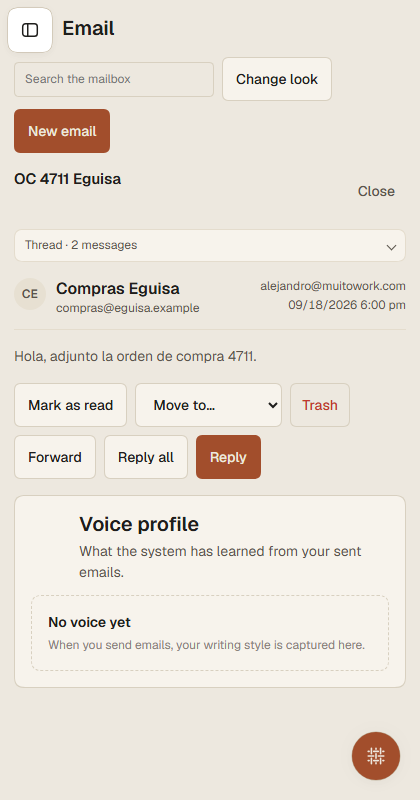 Email
Search the mailbox
Change look
New email
OC 4711 Eguisa
Close
Thread · 2 messages
CE
Compras Eguisa
compras@eguisa.example
alejandro@muitowork.com
09/18/2026 6:00 pm
Hola, adjunto la orden de compra 4711.
Mark as read
Move to…
Trash
Forward
Reply all
Reply
Voice profile
What the system has learned from your sent
emails.
No voice yet
When you send emails, your writing style is captured here.